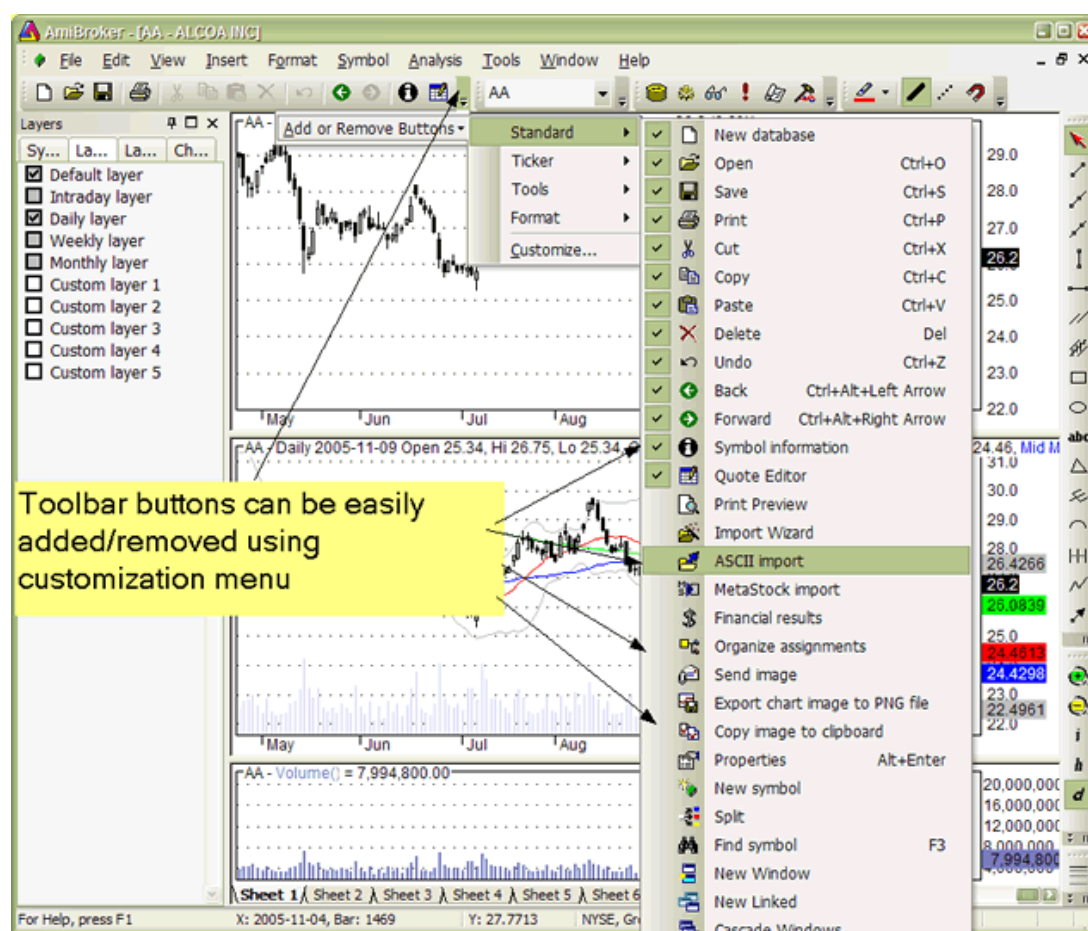 AmiBroker - [AA - ALCOA INC]
File Edit View Insert Format Symbol Analysis Tools Window Help
AA
Layers
Sy... La... La... Ch...
Default layer
Intraday layer
Daily layer
Weekly layer
Monthly layer
Custom layer 1
Custom layer 2
Custom layer 3
Custom layer 4
Custom layer 5
AA -
Add or Remove Buttons
Standard
Ticker
Tools
Format
Customize...
New database
Open Ctrl+O
Save Ctrl+S
Print Ctrl+P
Cut Ctrl+X
Copy Ctrl+C
Paste Ctrl+V
Delete Del
Undo Ctrl+Z
Back Ctrl+Alt+Left Arrow
Forward Ctrl+Alt+Right Arrow
Symbol information
Quote Editor
Print Preview
Import Wizard
ASCII import
MetaStock import
Financial results
Organize assignments
Send image
Export chart image to PNG file
Copy image to clipboard
Properties Alt+Enter
New symbol
Split
Find symbol F3
New Window
New Linked
Cascade Windows
29.0
28.0
27.0
26.2
25.0
24.0
23.0
22.0
May Jun Jul Aug
AA - Daily 2005-11-09 Open 25.34, Hi 26.75, Lo 25.34,
24.46, Mid M
31.0
30.0
29.0
28.0
26.4266
26.2
26.0839
25.0
24.4613
24.4298
23.0
22.4961
22.0
Toolbar buttons can be easily
added/removed using
customization menu
May Jun Jul Aug
AA - Volume() = 7,994,800.00
20,000,000
16,000,000
12,000,000
8,000,000
7,994,800
abc
i
h
d
Sheet 1 Sheet 2 Sheet 3 Sheet 4 Sheet 5 Sheet 6
For Help, press F1 X: 2005-11-04, Bar: 1469 Y: 27.7713 NYSE, Gr